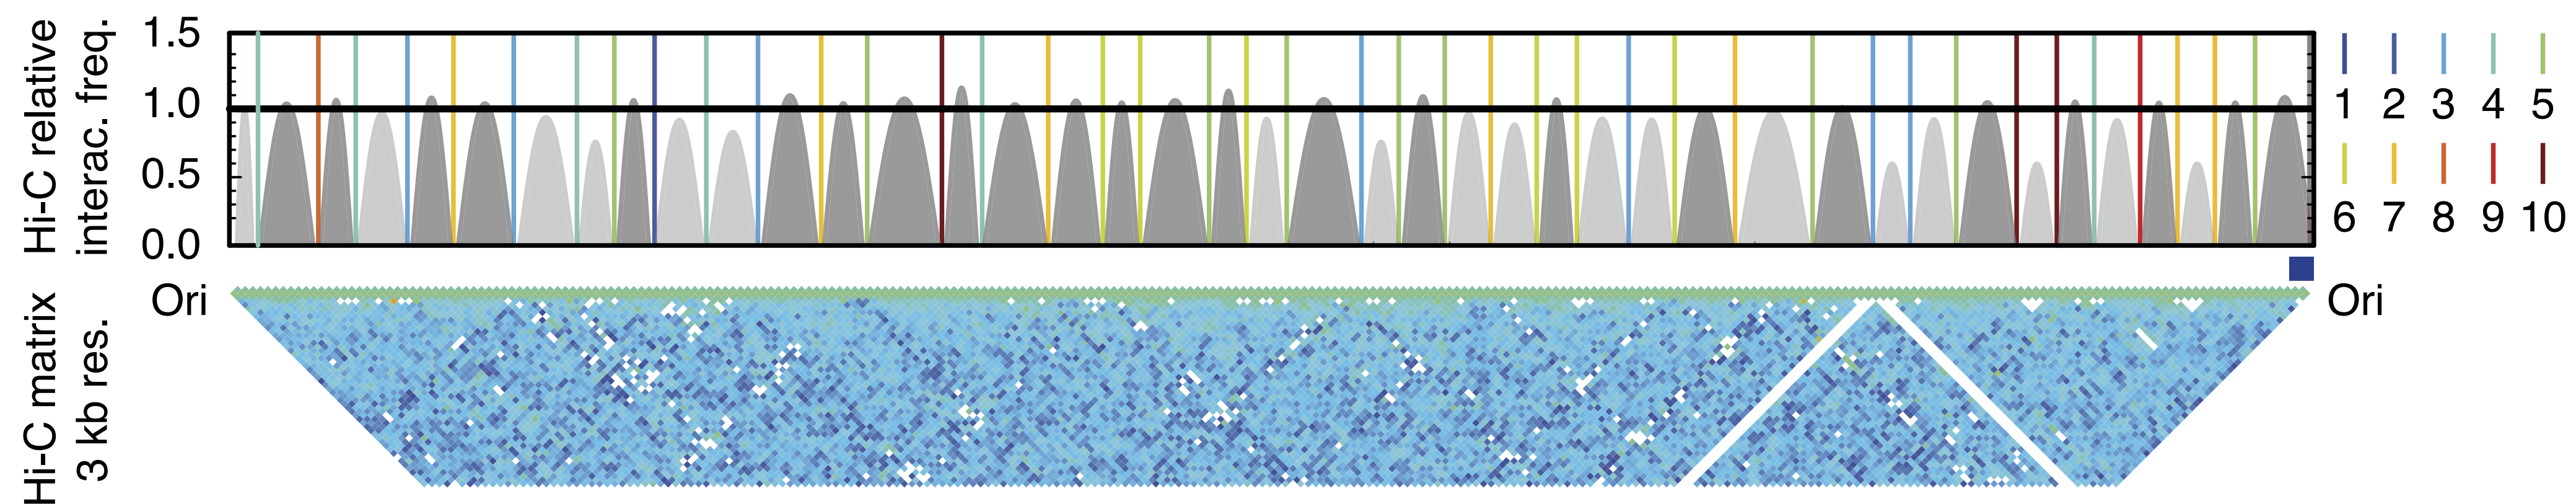 Hi-C relative
interac. freq.
1.5
1.0
0.5
0.0
1 2 3 4 5
6 7 8 9 10
Ori
Ori
Hi-C matrix
3 kb res.